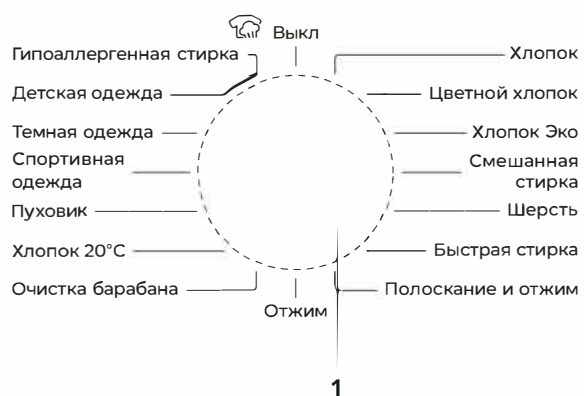 Выкл
Гипоаллергенная стирка
Детская одежда
Темная одежда
Спортивная
одежда
Пуховик
Хлопок 20°C
Очистка барабана
Отжим
Хлопок
Цветной хлопок
Хлопок Эко
Смешанная
стирка
Шерсть
Быстрая стирка
Полоскание и отжим
1